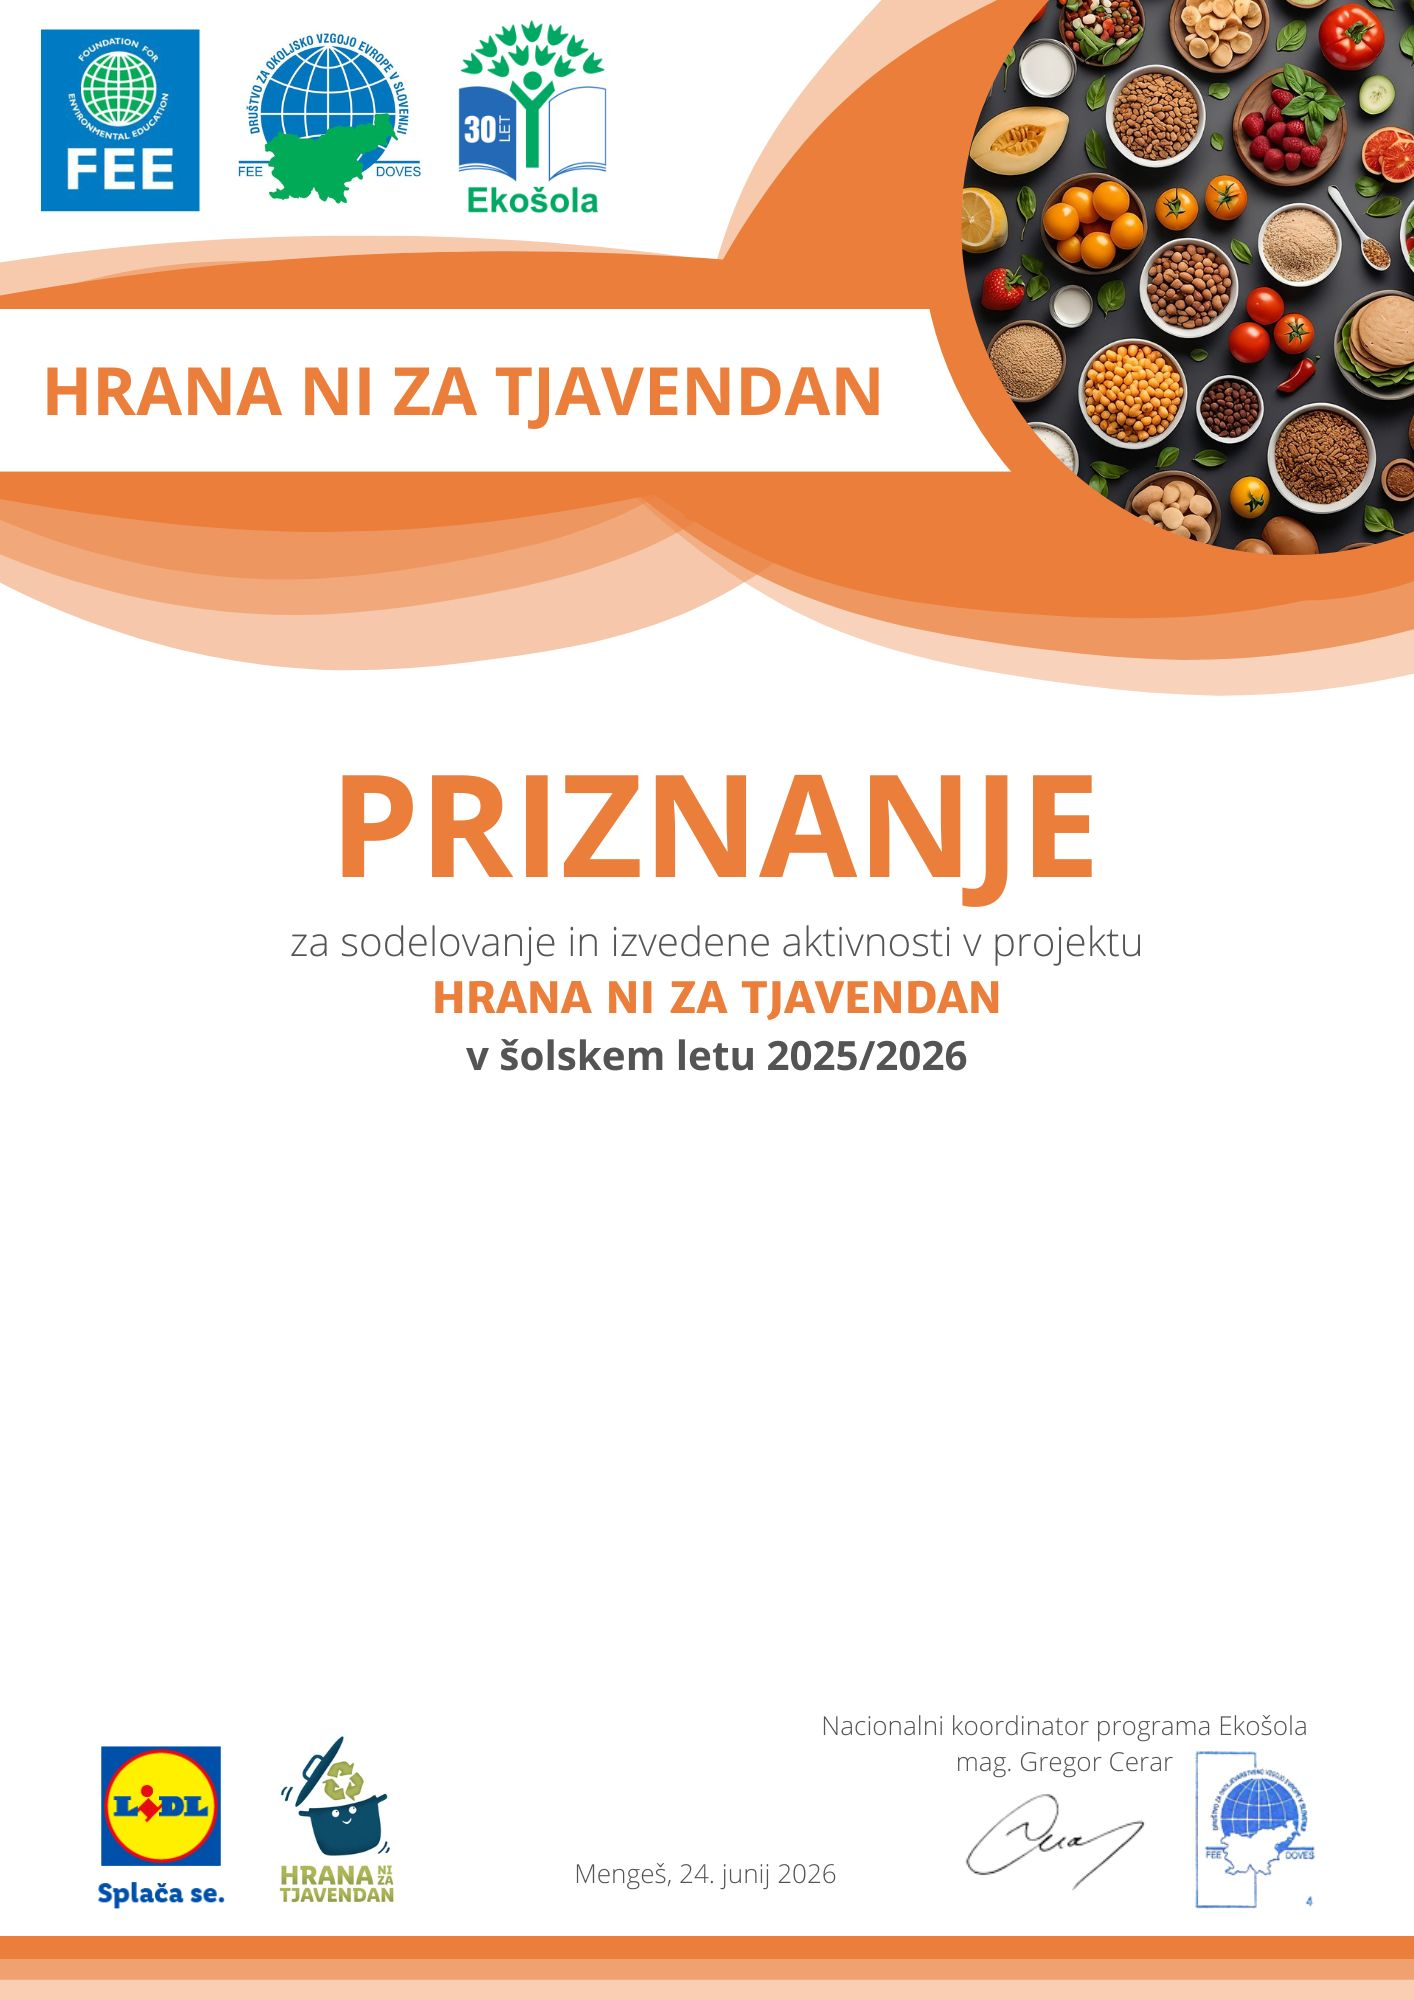 FOUNDATION FOR
ENVIRONMENTAL EDUCATION
FEE
DRUŠTVO ZA OKOLJSKO VZGOJO EVROPE V SLOVENIJI
FEE DOVES
30 LET
Ekošola
HRANA NI ZA TJAVENDAN
PRIZNANJE
za sodelovanje in izvedene aktivnosti v projektu
HRANA NI ZA TJAVENDAN
v šolskem letu 2025/2026
Nacionalni koordinator programa Ekošola
mag. Gregor Cerar
LIDL
Splača se.
HRANA NI ZA
TJAVENDAN
Mengeš, 24. junij 2026
FEE DOVES
4